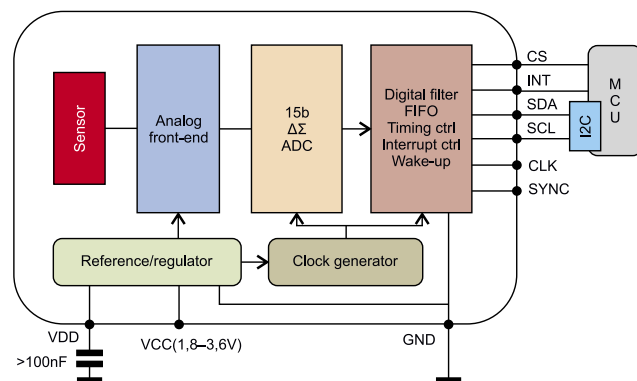 Sensor
Analog
front-end
15b
ΔΣ
ADC
Digital filter
FIFO
Timing ctrl
Interrupt ctrl
Wake-up
CS
INT
SDA
SCL
CLK
SYNC
I2C
MCU
Reference/regulator
Clock generator
VDD
>100nF
VCC(1,8–3,6V)
GND